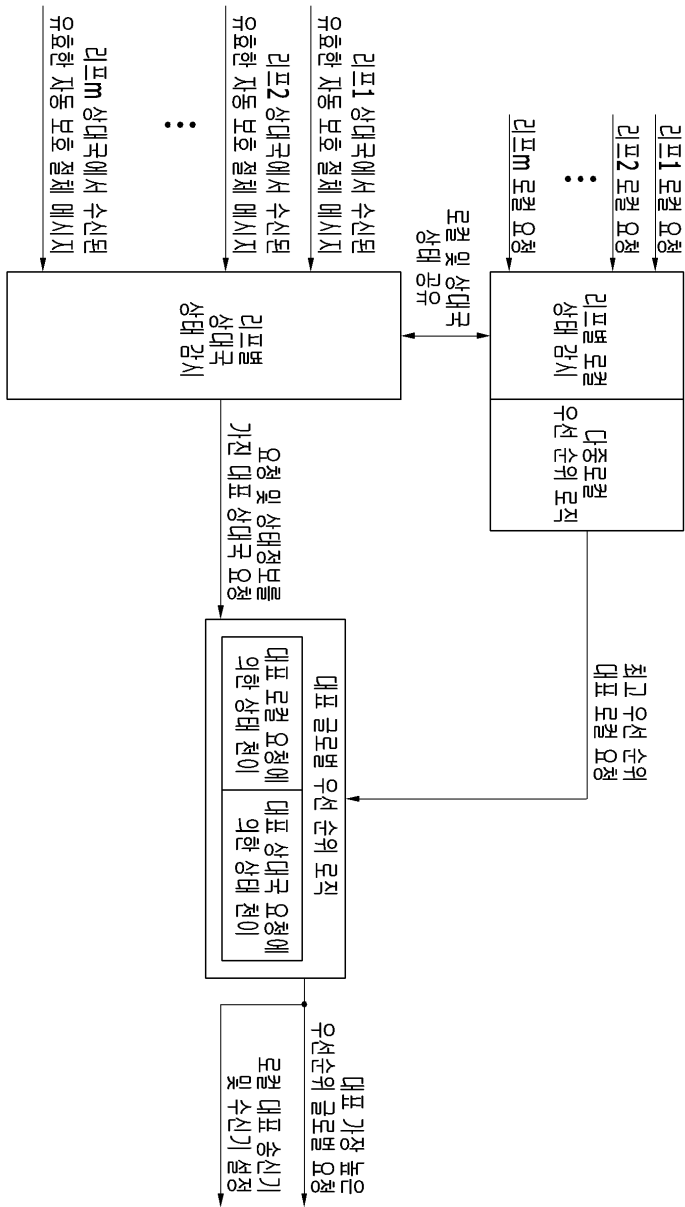 리프1 로컬 요청
리프2 로컬 요청
리프m 로컬 요청
리프별 로컬
상태 감시
다중로컬
우선 순위 로직
최고 우선 순위
대표 로컬 요청
로컬 및 상대국
상태 공유
리프1 상대국에서 수신된
유효한 자동 보호 절체 메시지
리프2 상대국에서 수신된
유효한 자동 보호 절체 메시지
리프m 상대국에서 수신된
유효한 자동 보호 절체 메시지
리프별
상대국
상태 감시
요청 및 상태정보를
가진 대표 상대국 요청
대표 글로벌 우선 순위 로직
대표 로컬 요청에
의한 상태 천이
대표 상대국 요청에
의한 상태 천이
대표 가장 높은
우선순위 글로벌 요청
로컬 대표 송신기
및 수신기 설정